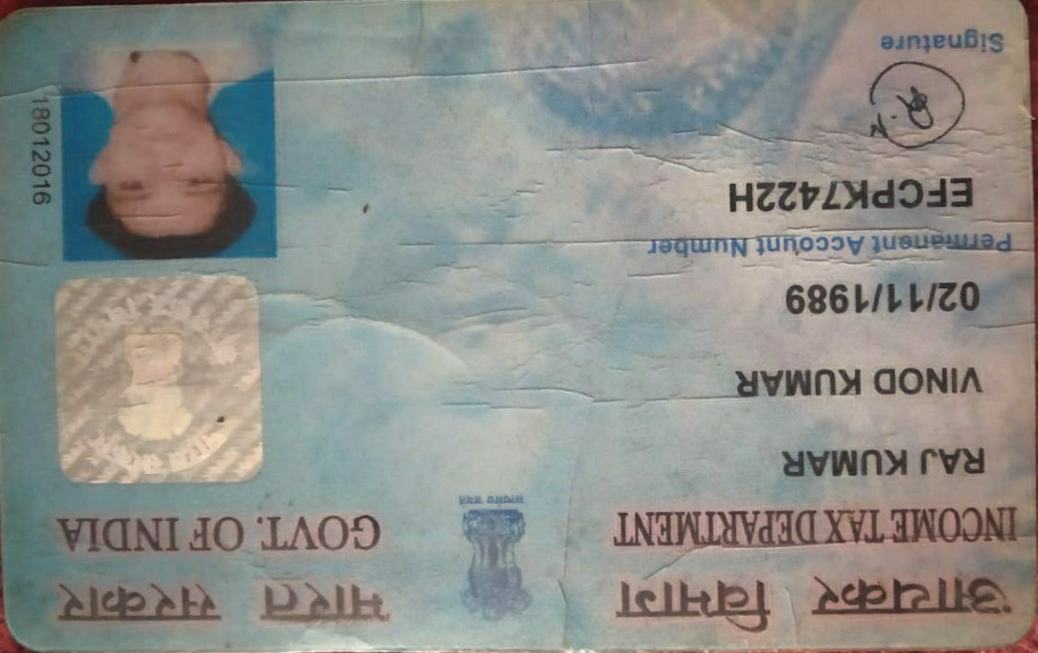 आयकर विभाग
INCOME TAX DEPARTMENT
भारत सरकार
GOVT. OF INDIA
सत्यमेव जयते
RAJ KUMAR
VINOD KUMAR
02/11/1989
Permanent Account Number
EFCPK7422H
Signature
18012016